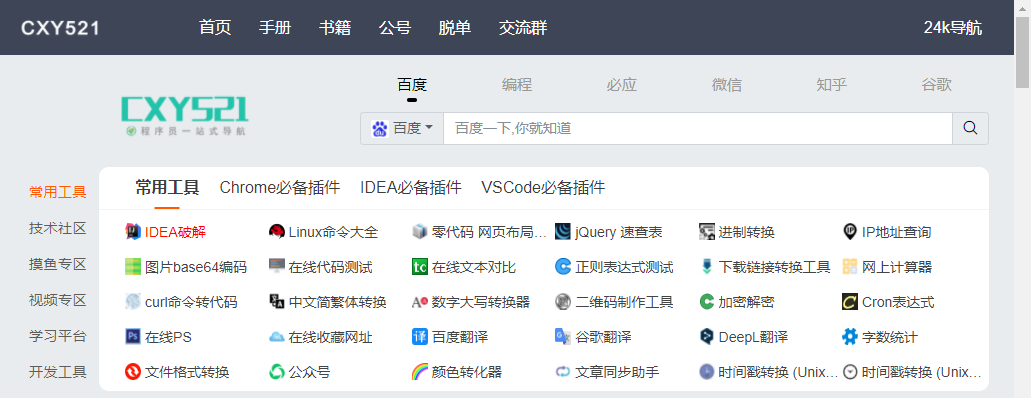 CXY521 首页 手册 书籍 公号 脱单 交流群 24k导航
百度 编程 必应 微信 知乎 谷歌
CXY521
程序员一站式导航
百度 百度一下,你就知道
常用工具 Chrome必备插件 IDEA必备插件 VSCode必备插件
常用工具
技术社区
摸鱼专区
视频专区
学习平台
开发工具
IDEA破解 Linux命令大全 零代码 网页布局... jQuery 速查表 进制转换 IP地址查询
图片base64编码 在线代码测试 在线文本对比 正则表达式测试 下载链接转换工具 网上计算器
curl命令转代码 中文简繁体转换 数字大写转换器 二维码制作工具 加密解密 Cron表达式
在线PS 在线收藏网址 百度翻译 谷歌翻译 DeepL翻译 字数统计
文件格式转换 公众号 颜色转化器 文章同步助手 时间戳转换 (Unix... 时间戳转换 (Unix...